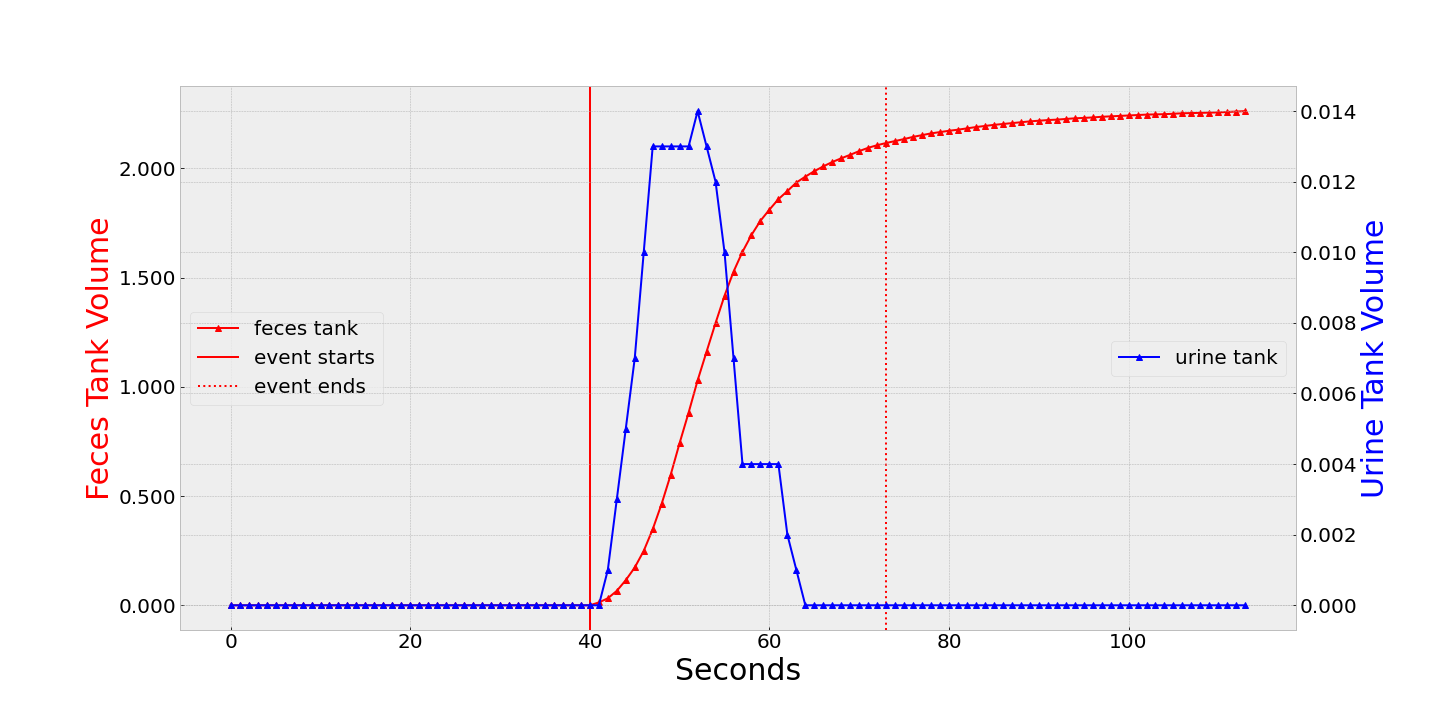 Feces Tank Volume
2.000
1.500
1.000
0.500
0.000
feces tank
event starts
event ends
urine tank
0.014
0.012
0.010
0.008
0.006
0.004
0.002
0.000
Urine Tank Volume
0 20 40 60 80 100
Seconds